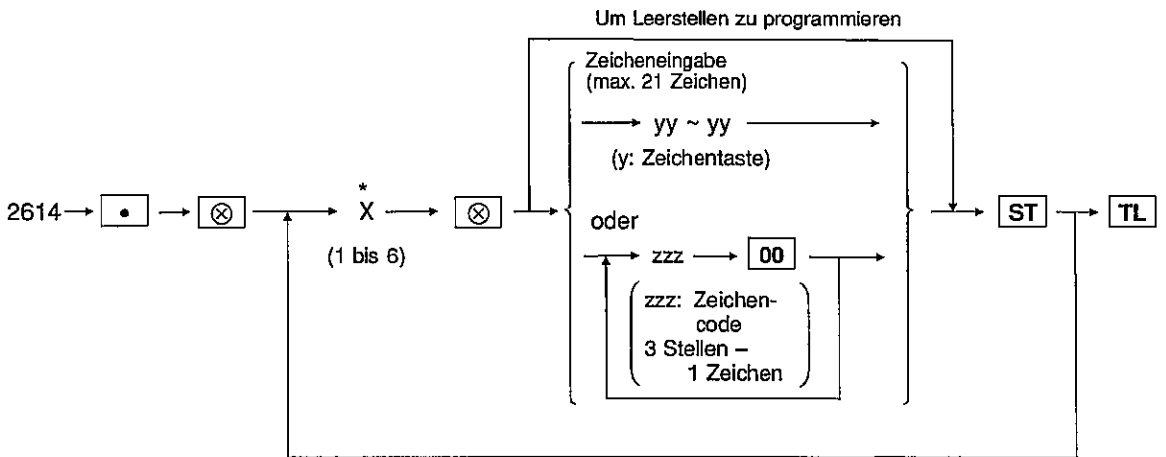 Um Leerstellen zu programmieren
Zeicheneingabe
(max. 21 Zeichen)
yy ~ yy
(y: Zeichentaste)
*
2614 • ⊗ X ⊗ ST TL
(1 bis 6)
oder
zzz 00
zzz: Zeichen-
code
3 Stellen –
1 Zeichen